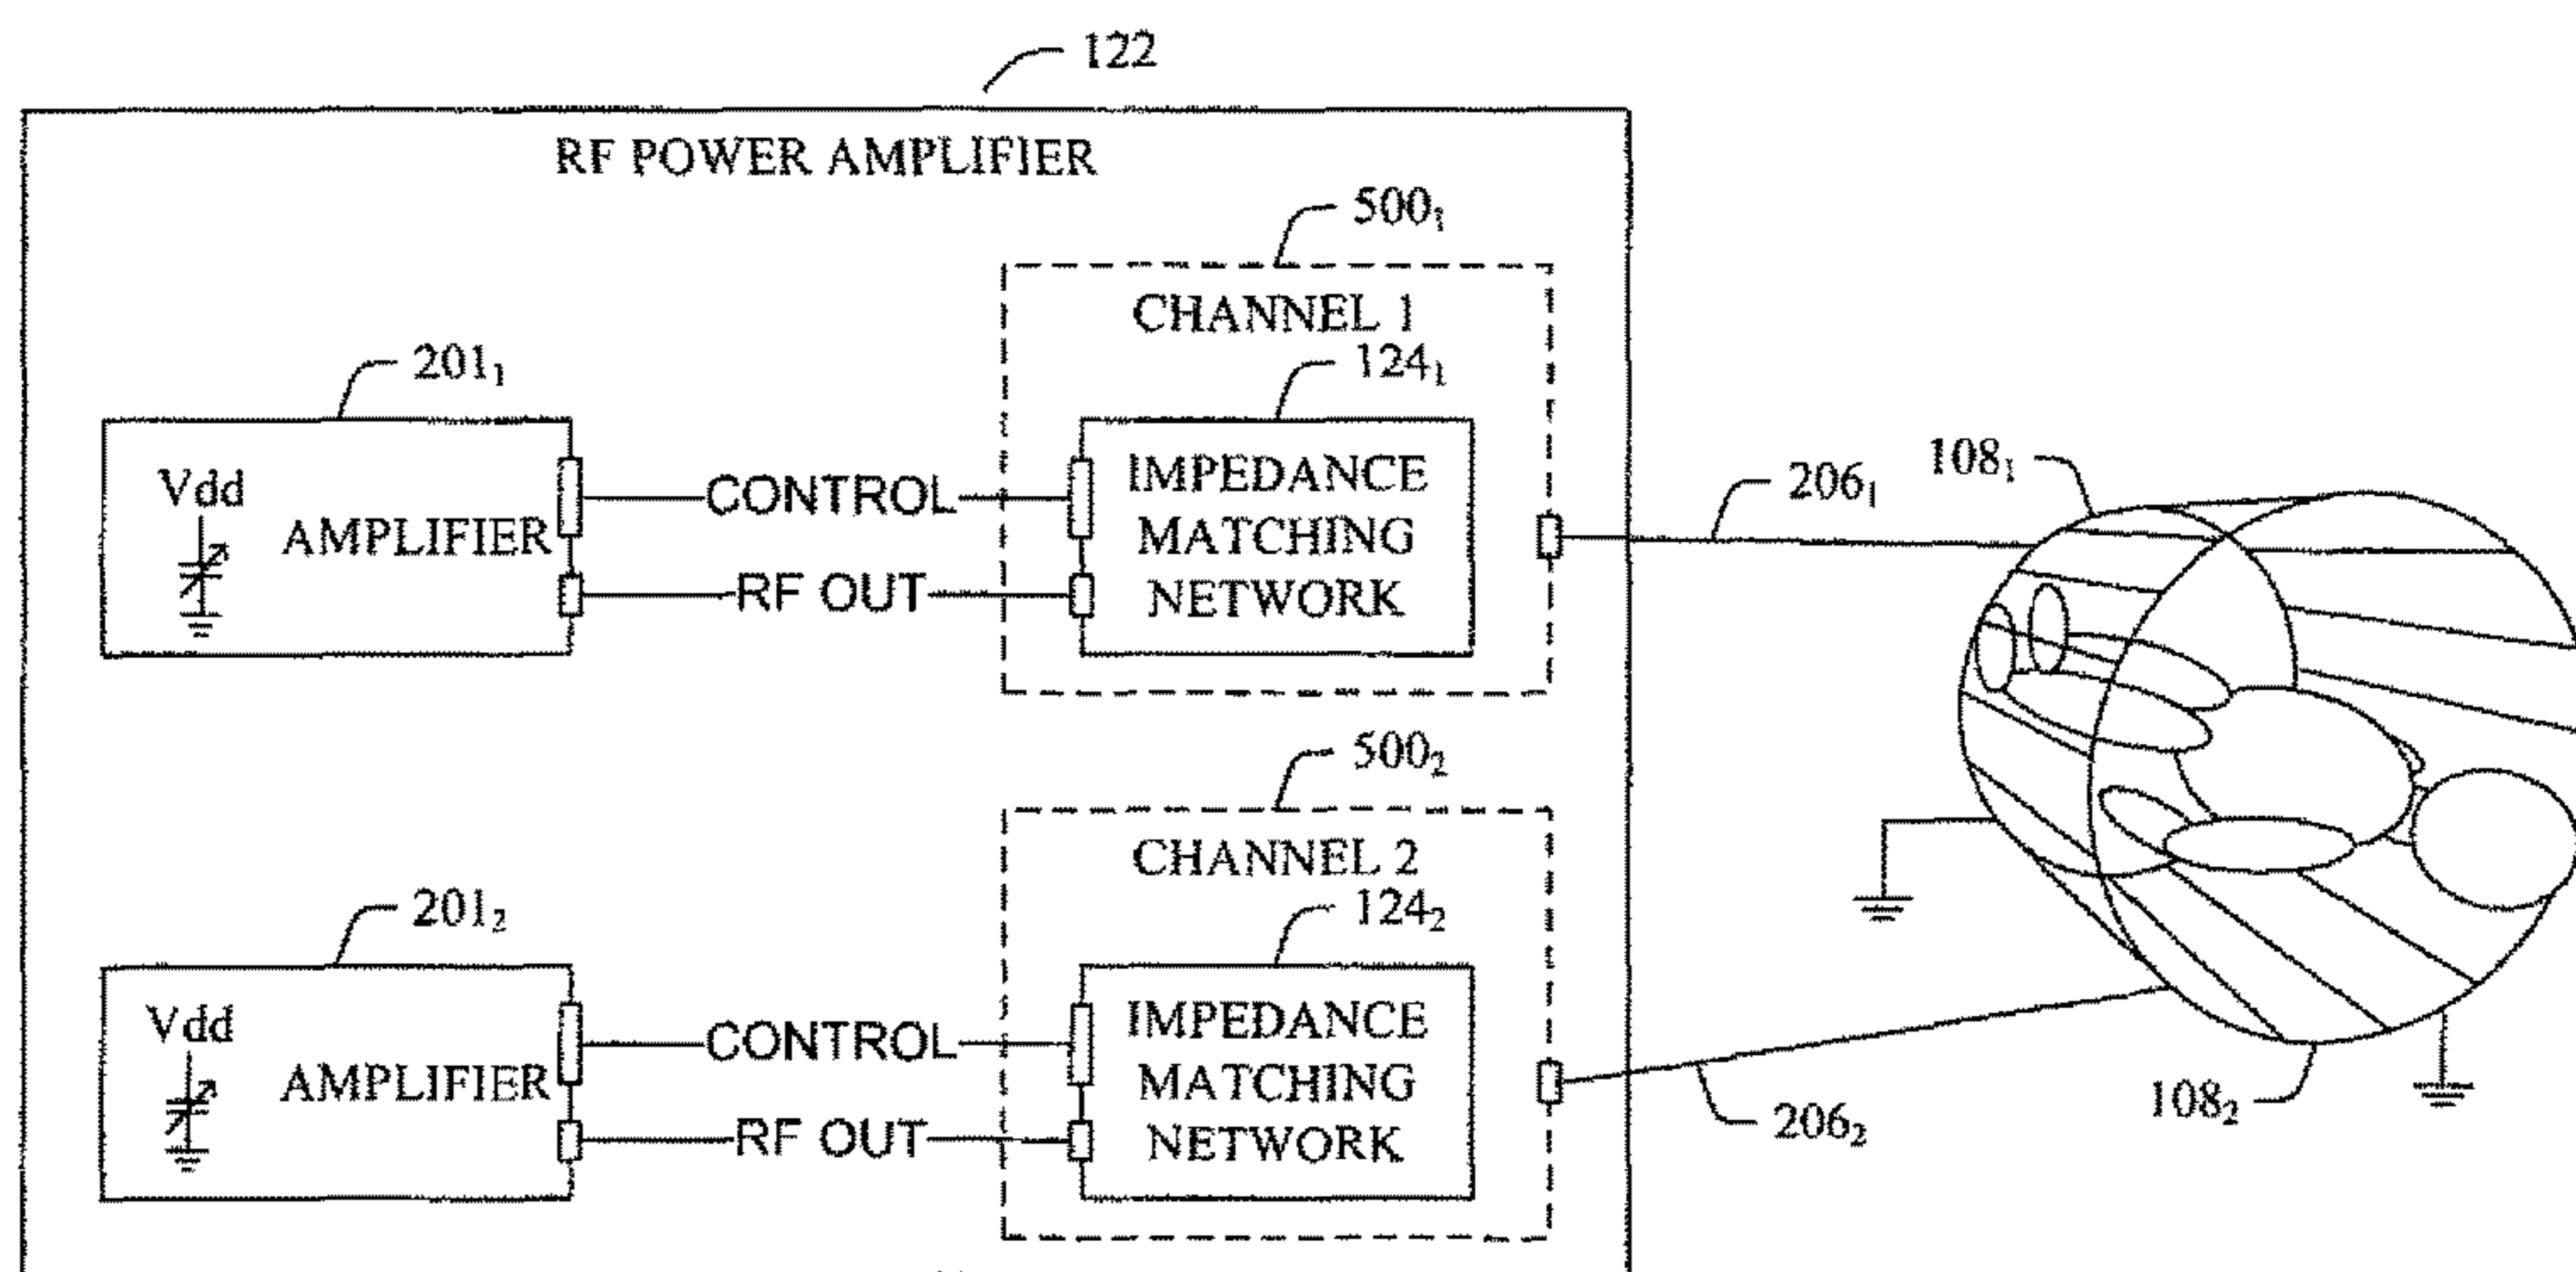 122
RF POWER AMPLIFIER
500₁
CHANNEL 1
201₁
124₁
Vdd
AMPLIFIER
CONTROL
RF OUT
IMPEDANCE
MATCHING
NETWORK
206₁
108₁
500₂
CHANNEL 2
201₂
124₂
Vdd
AMPLIFIER
CONTROL
RF OUT
IMPEDANCE
MATCHING
NETWORK
206₂
108₂